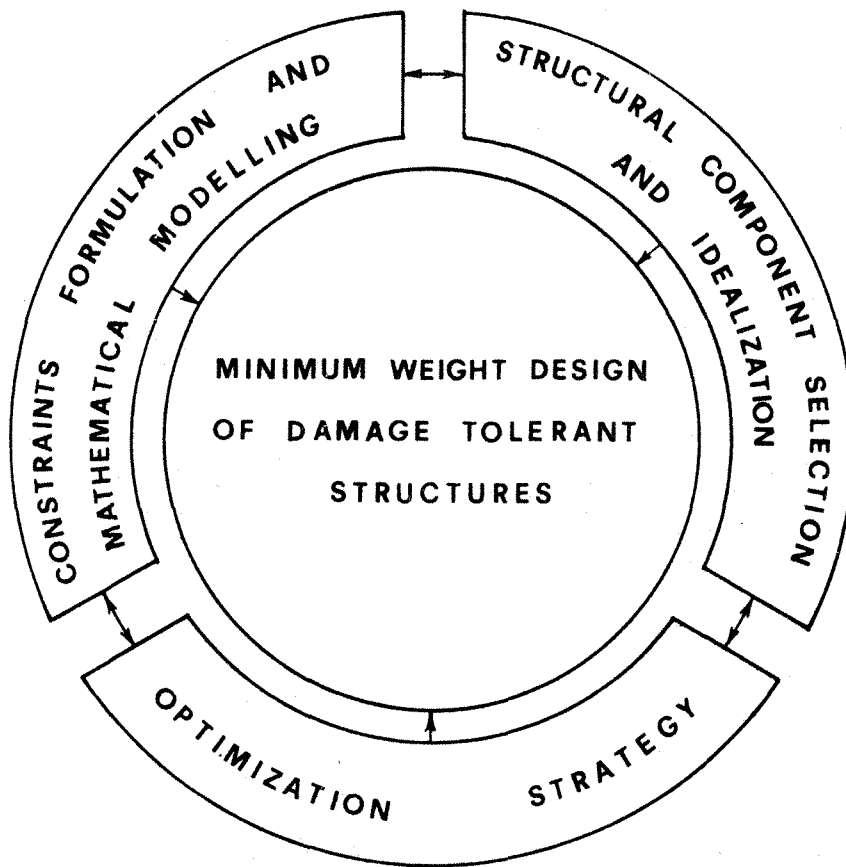 CONSTRAINTS FORMULATION AND
MATHEMATICAL MODELLING
STRUCTURAL COMPONENT SELECTION
AND IDEALIZATION
MINIMUM WEIGHT DESIGN
OF DAMAGE TOLERANT
STRUCTURES
OPTIMIZATION STRATEGY